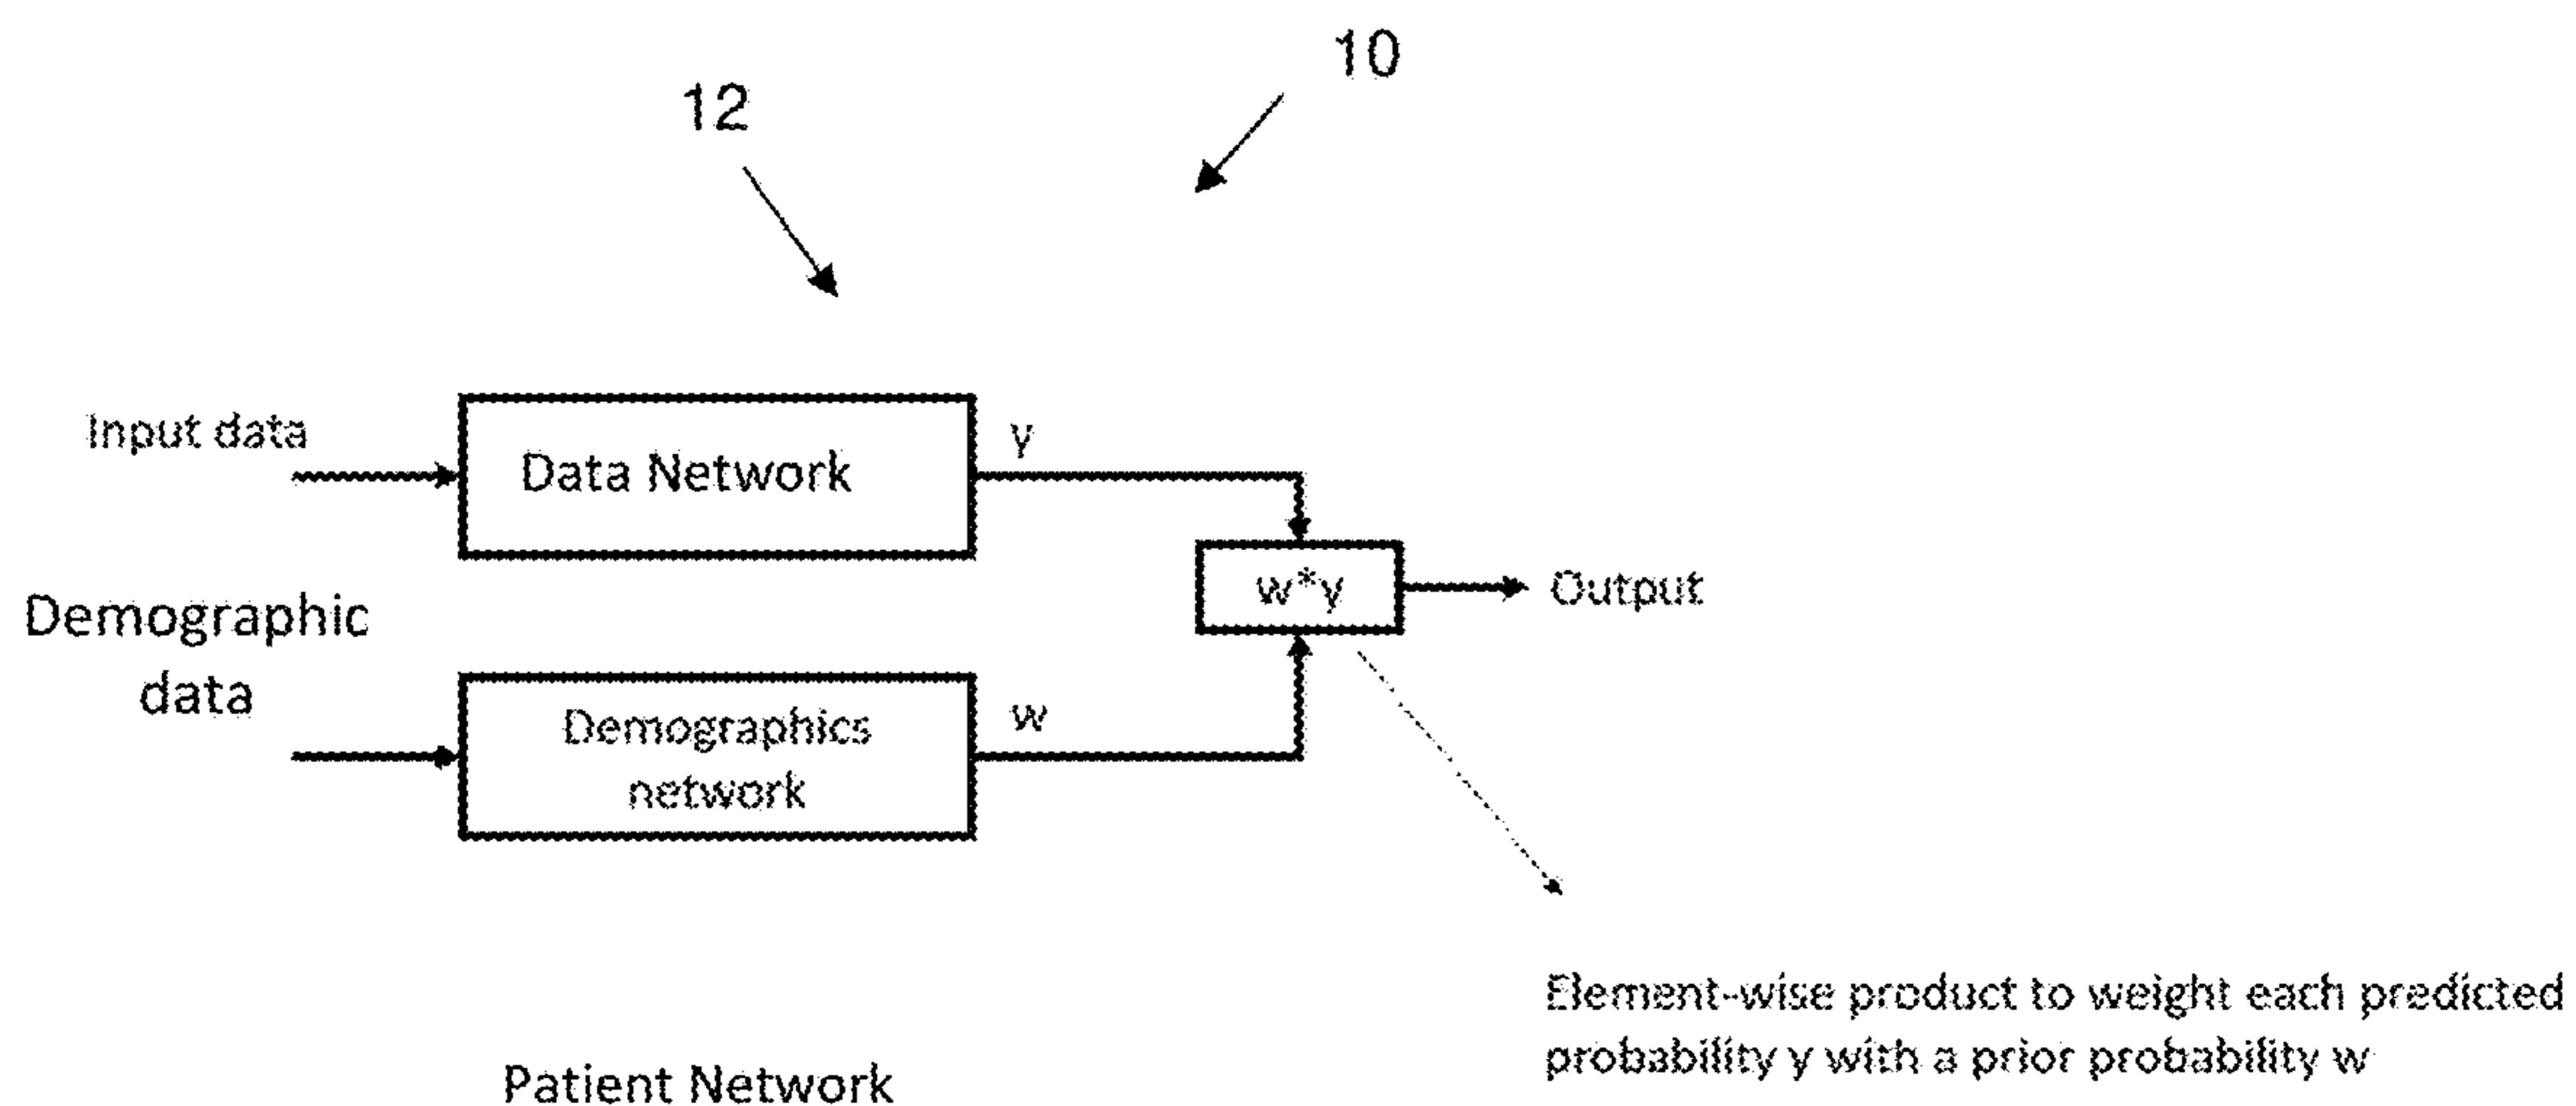 10
12
Input data
Data Network
y
w*y
Output
Demographic
data
Demographics
network
w
Element-wise product to weight each predicted
probability y with a prior probability w
Patient Network